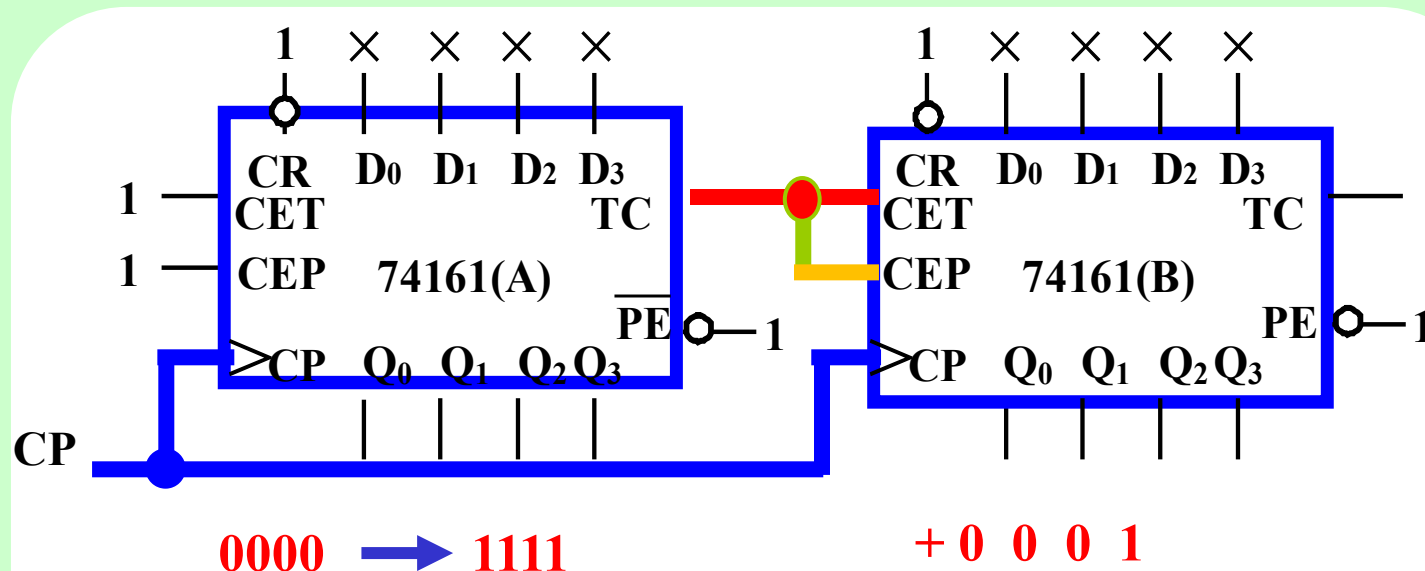 1 × × × × 1 × × × ×
CR D0 D1 D2 D3 CR D0 D1 D2 D3
1 CET TC CET TC
1 CEP 74161(A) CEP 74161(B)
PE 1 PE 1
CP Q0 Q1 Q2 Q3 CP Q0 Q1 Q2 Q3
CP
0000 → 1111 + 0 0 0 1